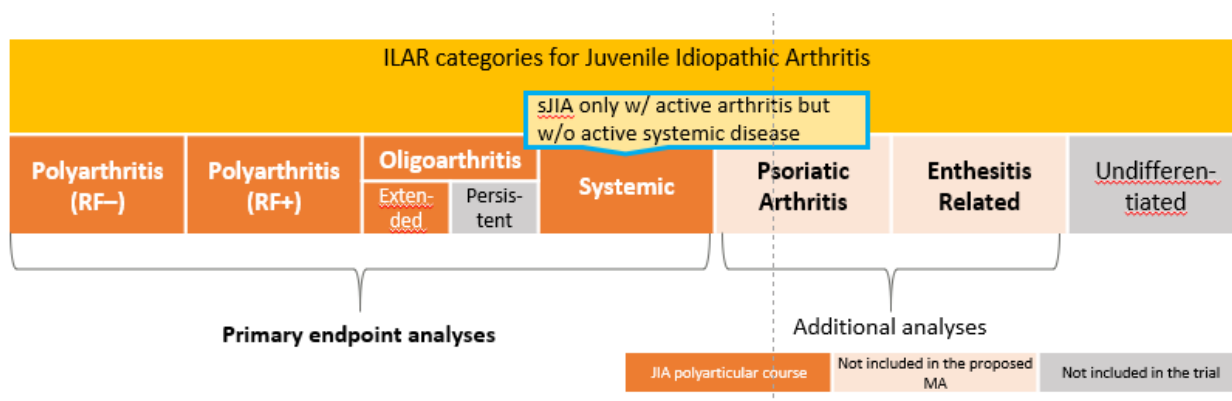 ILAR categories for Juvenile Idiopathic Arthritis
sJIA only w/ active arthritis but
w/o active systemic disease
Polyarthritis
(RF–)
Polyarthritis
(RF+)
Oligoarthritis
Exten-
ded
Persis-
tent
Systemic
Psoriatic
Arthritis
Enthesitis
Related
Undifferen-
tiated
Primary endpoint analyses
Additional analyses
JIA polyarticular course
Not included in the proposed
MA
Not included in the trial